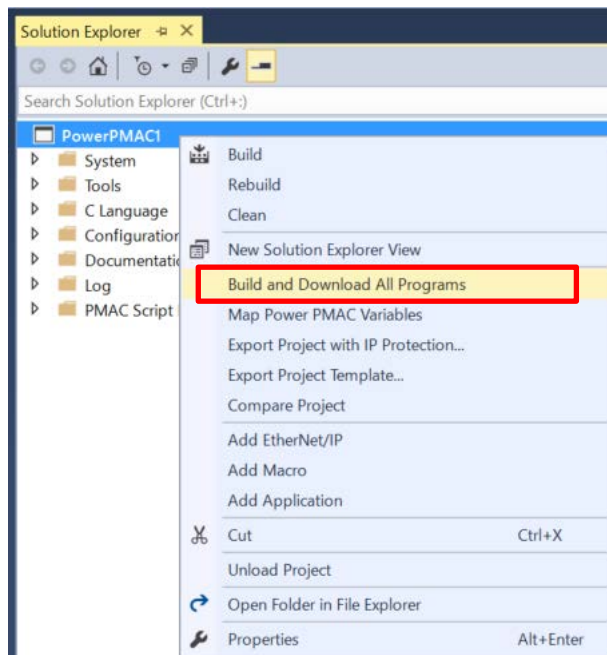 Solution Explorer
Search Solution Explorer (Ctrl+:)
PowerPMAC1
System
Tools
C Language
Configuration
Documentatic
Log
PMAC Script
Build
Rebuild
Clean
New Solution Explorer View
Build and Download All Programs
Map Power PMAC Variables
Export Project with IP Protection...
Export Project Template...
Compare Project
Add EtherNet/IP
Add Macro
Add Application
Cut Ctrl+X
Unload Project
Open Folder in File Explorer
Properties Alt+Enter